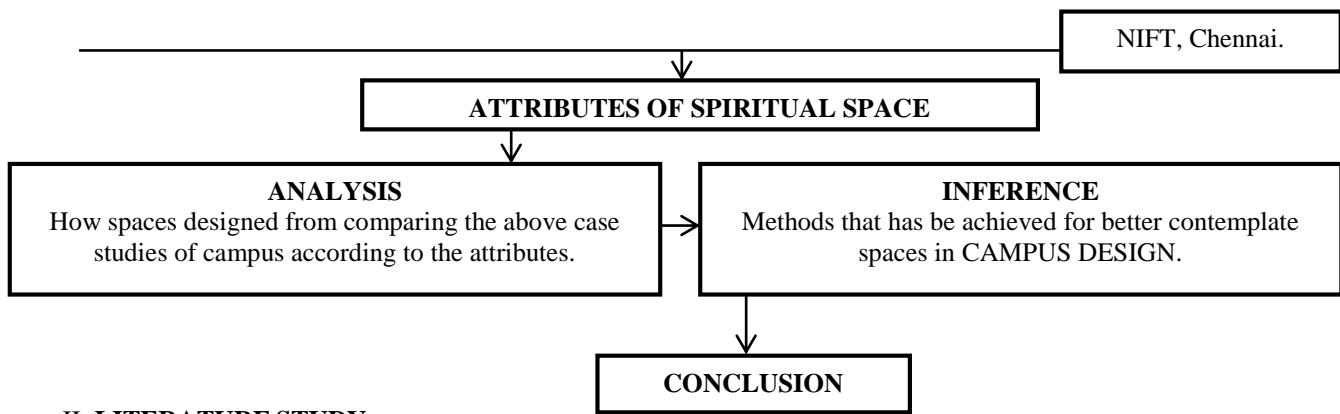 NIFT, Chennai.
ATTRIBUTES OF SPIRITUAL SPACE
ANALYSIS
How spaces designed from comparing the above case
studies of campus according to the attributes.
INFERENCE
Methods that has be achieved for better contemplate
spaces in CAMPUS DESIGN.
CONCLUSION
II. LITERATURE STUDY